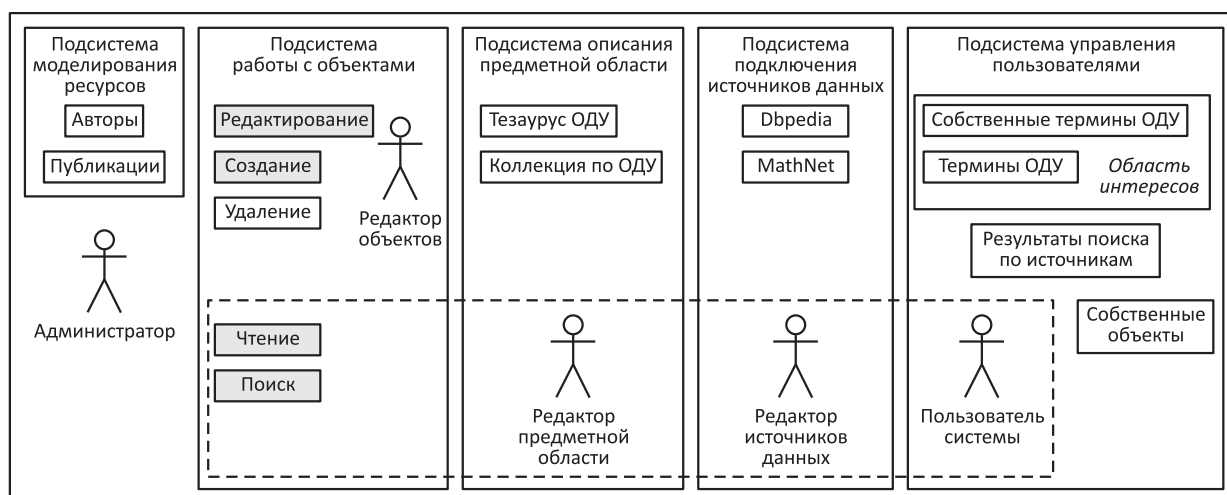 Подсистема
моделирования
ресурсов
Авторы
Публикации
Администратор
Подсистема
работы с объектами
Редактирование
Создание
Удаление
Редактор
объектов
Чтение
Поиск
Подсистема описания
предметной области
Тезаурус ОДУ
Коллекция по ОДУ
Редактор
предметной
области
Подсистема
подключения
источников данных
Dbpedia
MathNet
Редактор
источников
данных
Подсистема управления
пользователями
Собственные термины ОДУ
Термины ОДУ
Область
интересов
Результаты поиска
по источникам
Собственные
объекты
Пользователь
системы